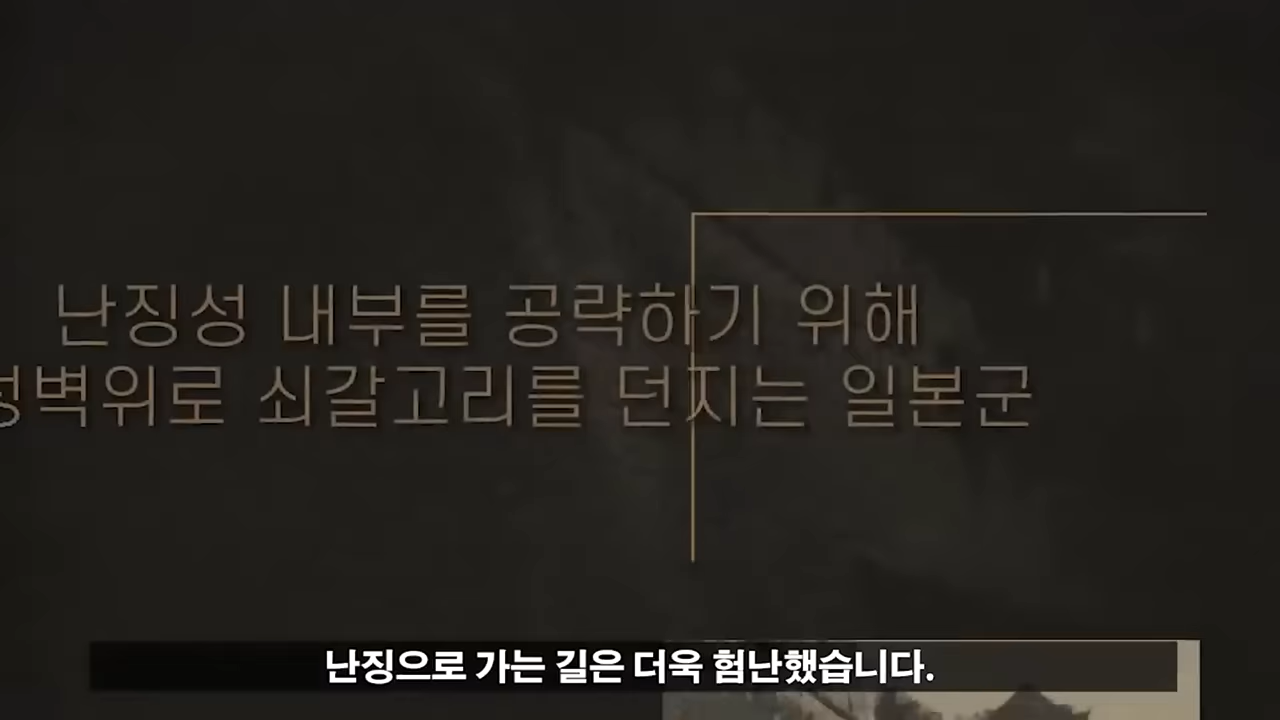 난징성 내부를 공략하기 위해
성벽위로 쇠갈고리를 던지는 일본군
난징으로 가는 길은 더욱 험난했습니다.